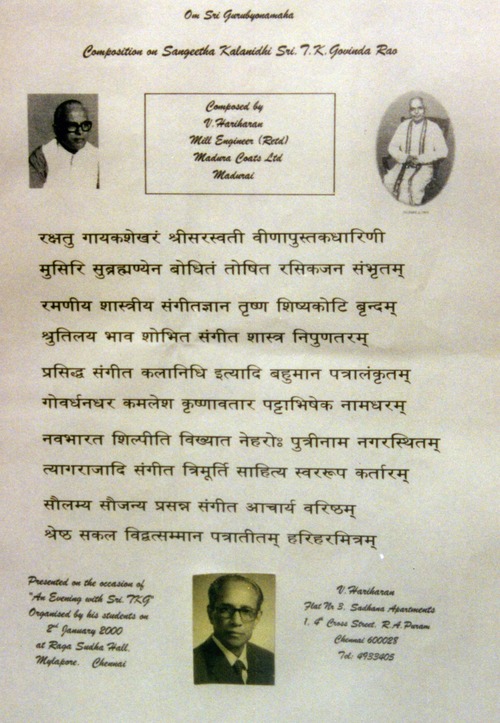 Om Sri Gurubyonamaha
Composition on Sangeetha Kalanidhi Sri. T.K. Govinda Rao
Composed by
V.Hariharan
Mill Engineer (Retd)
Madura Coats Ltd
Madurai
रक्षतु गायकशेखरं श्रीसरस्वती वीणापुस्तकधारिणी
मुसिरि सुब्रह्मण्येन बोधितं तोषित रसिकजन संभृतम्
रमणीय शास्त्रीय संगीतज्ञान तृष्ण शिष्यकोटि बृन्दम्
श्रुतिलय भाव शोभित संगीत शास्त्र निपुणतरम्
प्रसिद्ध संगीत कलानिधि इत्यादि बहुमान पत्रालंकृतम्
गोवर्धनधर कमलेश कृष्णावतार पट्टाभिषेक नामधरम्
नवभारत शिल्पीति विख्यात नेहरोः पुत्रीनाम नगरस्थितम्
त्यागराजादि संगीत त्रिमूर्ति साहित्य स्वररूप कर्तारम्
सौलम्य सौजन्य प्रसन्न संगीत आचार्य वरिष्ठम्
श्रेष्ठ सकल विद्वत्सम्मान पत्रातीतम् हरिहरमित्रम्
Presented on the occasion of
"An Evening with Sri. TKG"
Organised by his students on
2nd January 2000
at Raga Sudha Hall,
Mylapore, Chennai
V.Hariharan
Flat Nr 3, Sadhana Apartments
1, 4th Cross Street, R.A.Puram
Chennai 600028
Tel: 4933405